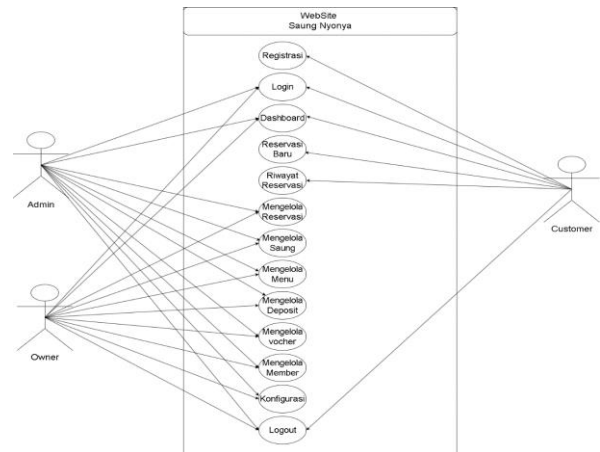 WebSite
Saung Nyonya
Registrasi
Login
Dashboard
Reservasi
Baru
Riwayat
Reservasi
Mengelola
Reservasi
Mengelola
Saung
Mengelola
Menu
Mengelola
Deposit
Mengelola
vocher
Mengelola
Member
Konfigurasi
Logout
Admin
Owner
Customer